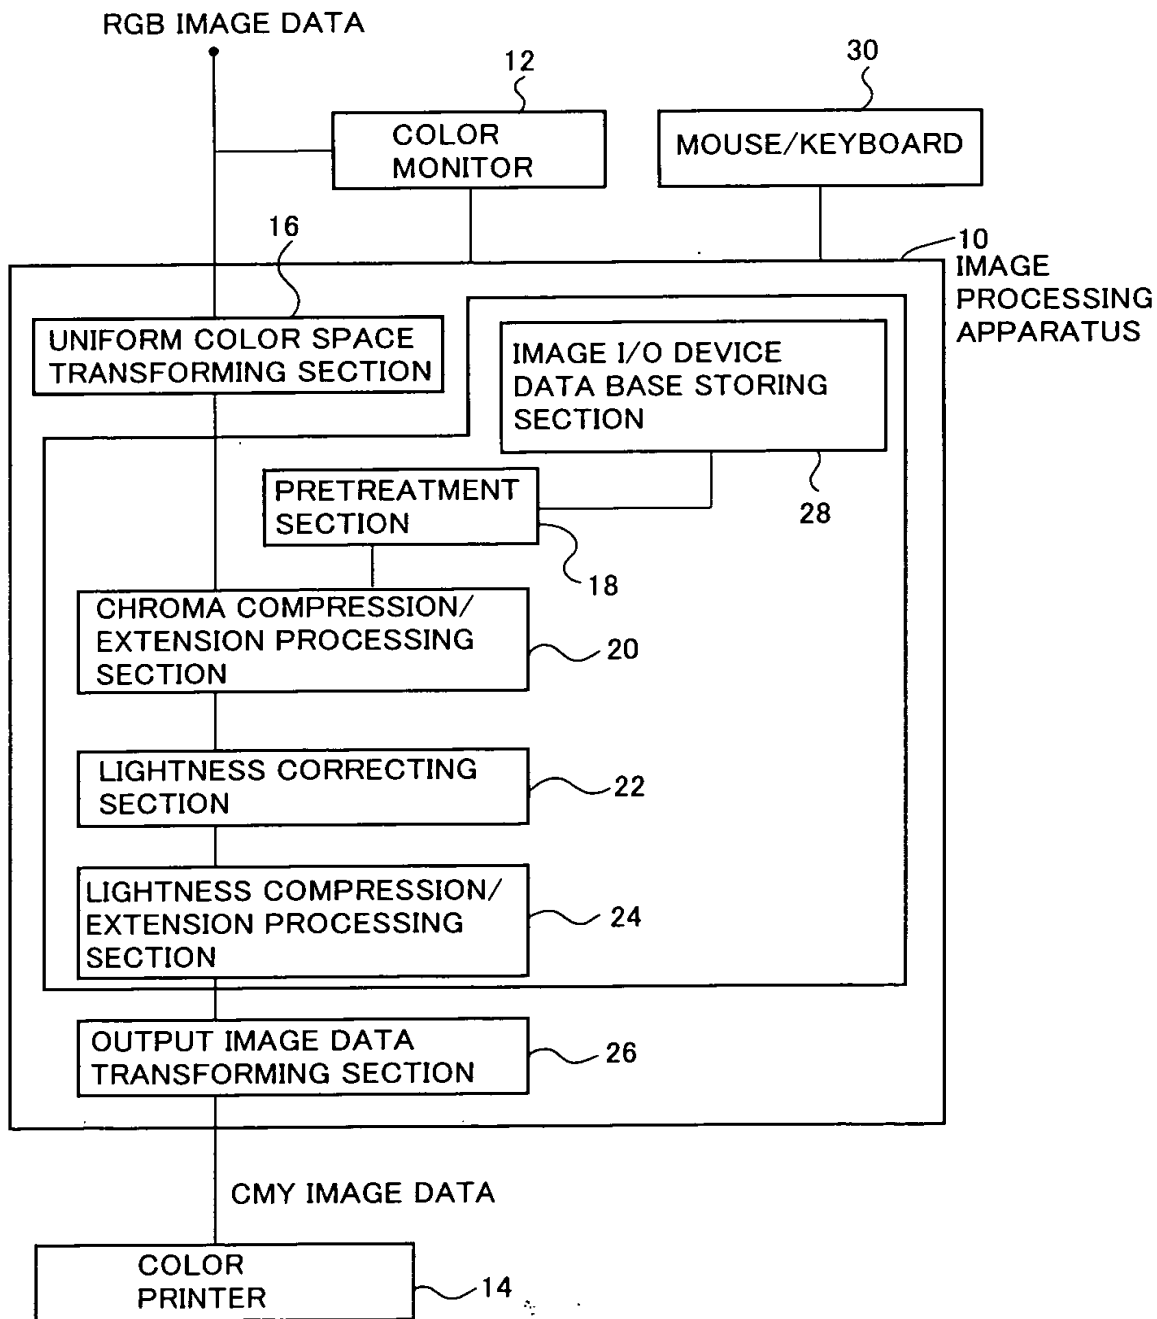 RGB IMAGE DATA
12
30
COLOR
MONITOR
MOUSE/KEYBOARD
16
10
IMAGE
PROCESSING
APPARATUS
UNIFORM COLOR SPACE
TRANSFORMING SECTION
IMAGE I/O DEVICE
DATA BASE STORING
SECTION
28
PRETREATMENT
SECTION
18
CHROMA COMPRESSION/
EXTENSION PROCESSING
SECTION
20
LIGHTNESS CORRECTING
SECTION
22
LIGHTNESS COMPRESSION/
EXTENSION PROCESSING
SECTION
24
OUTPUT IMAGE DATA
TRANSFORMING SECTION
26
CMY IMAGE DATA
COLOR
PRINTER
14